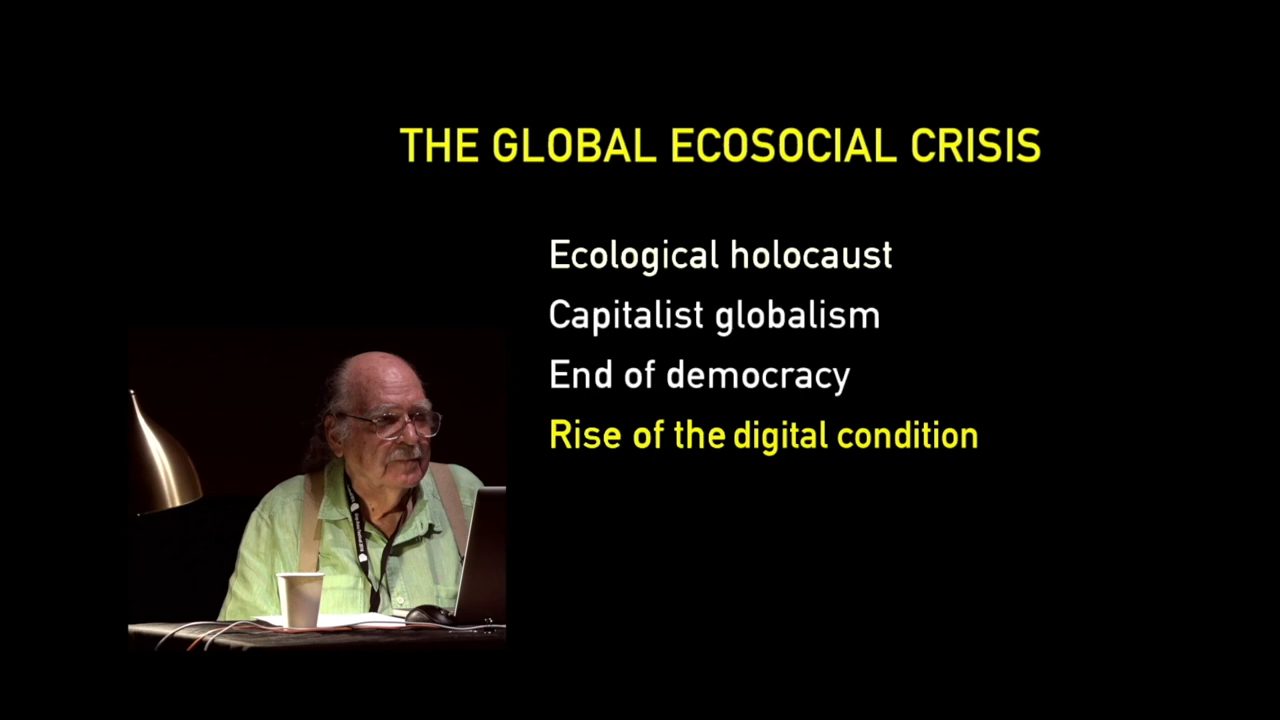 THE GLOBAL ECOSOCIAL CRISIS
Ecological holocaust
Capitalist globalism
End of democracy
Rise of the digital condition